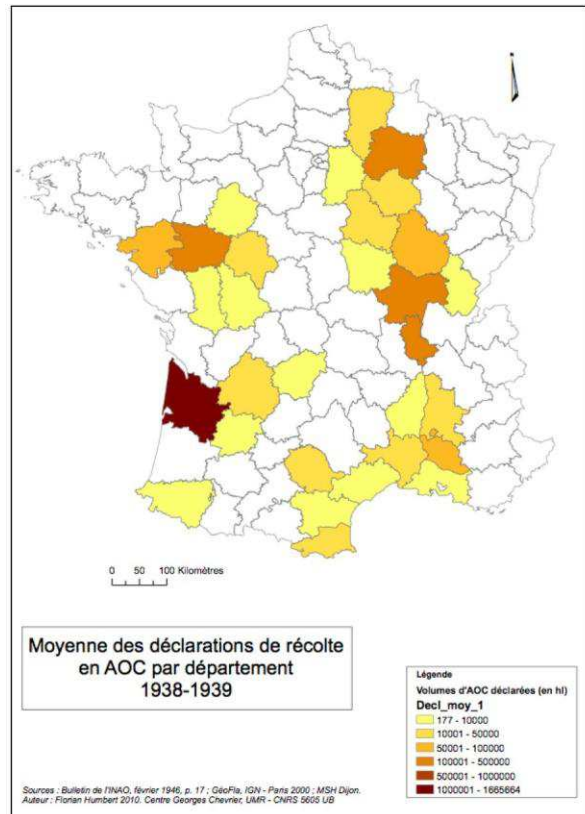 0 50 100 Kilomètres
Moyenne des déclarations de récolte
en AOC par département
1938-1939
Légende
Volumes d'AOC déclarées (en hl)
Decl_moy_1
177 - 10000
10001 - 50000
50001 - 100000
100001 - 500000
500001 - 1000000
1000001 - 1665664
Sources : Bulletin de l'INAO, février 1946, p. 17 ; GéoFla, IGN - Paris 2000 ; MSH Dijon.
Auteur : Florian Humbert 2010. Centre Georges Chevrier, UMR - CNRS 5605 UB